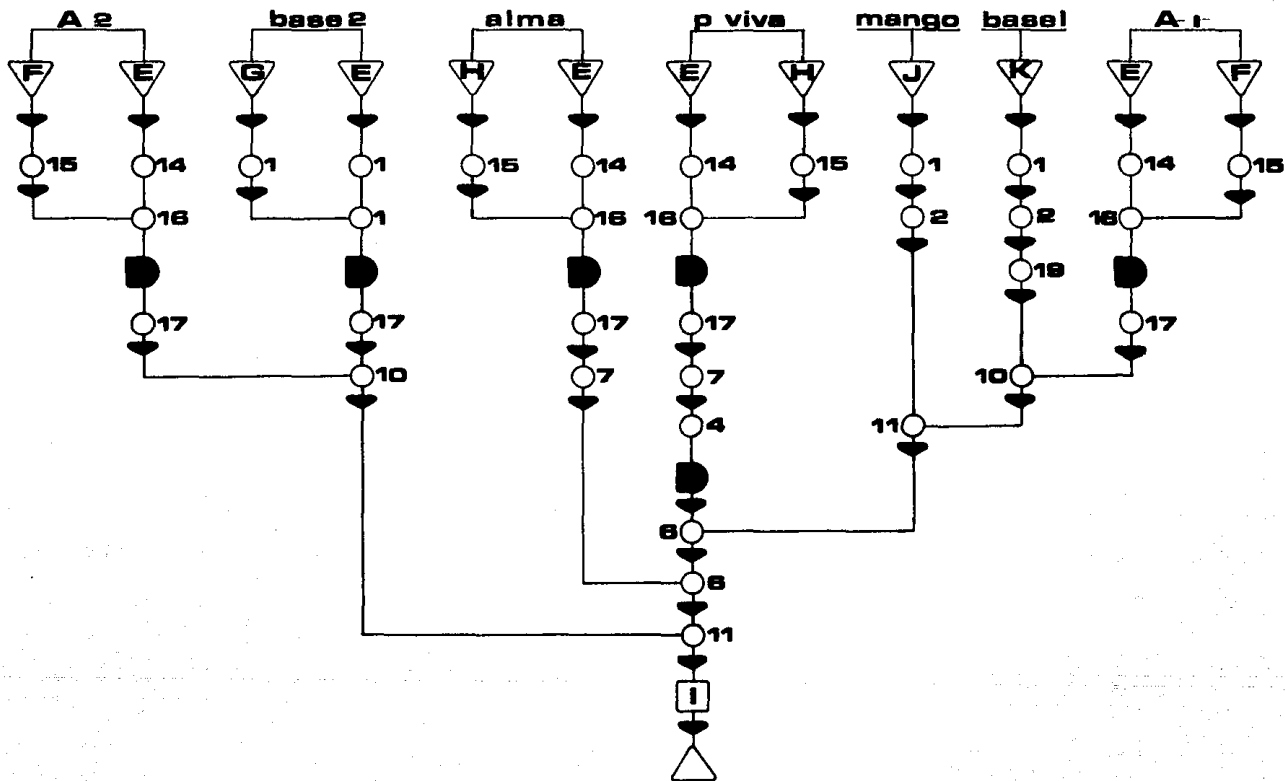 A 2 base2 alma p viva mango base1 A-1-
F E G E H E E H J K E F
15 14 1 1 15 14 14 15 1 1 14 15
16 1 16 16 2 2 16
19
17 17 17 17 17
10 7 7 10
4 11
6
6
11
I